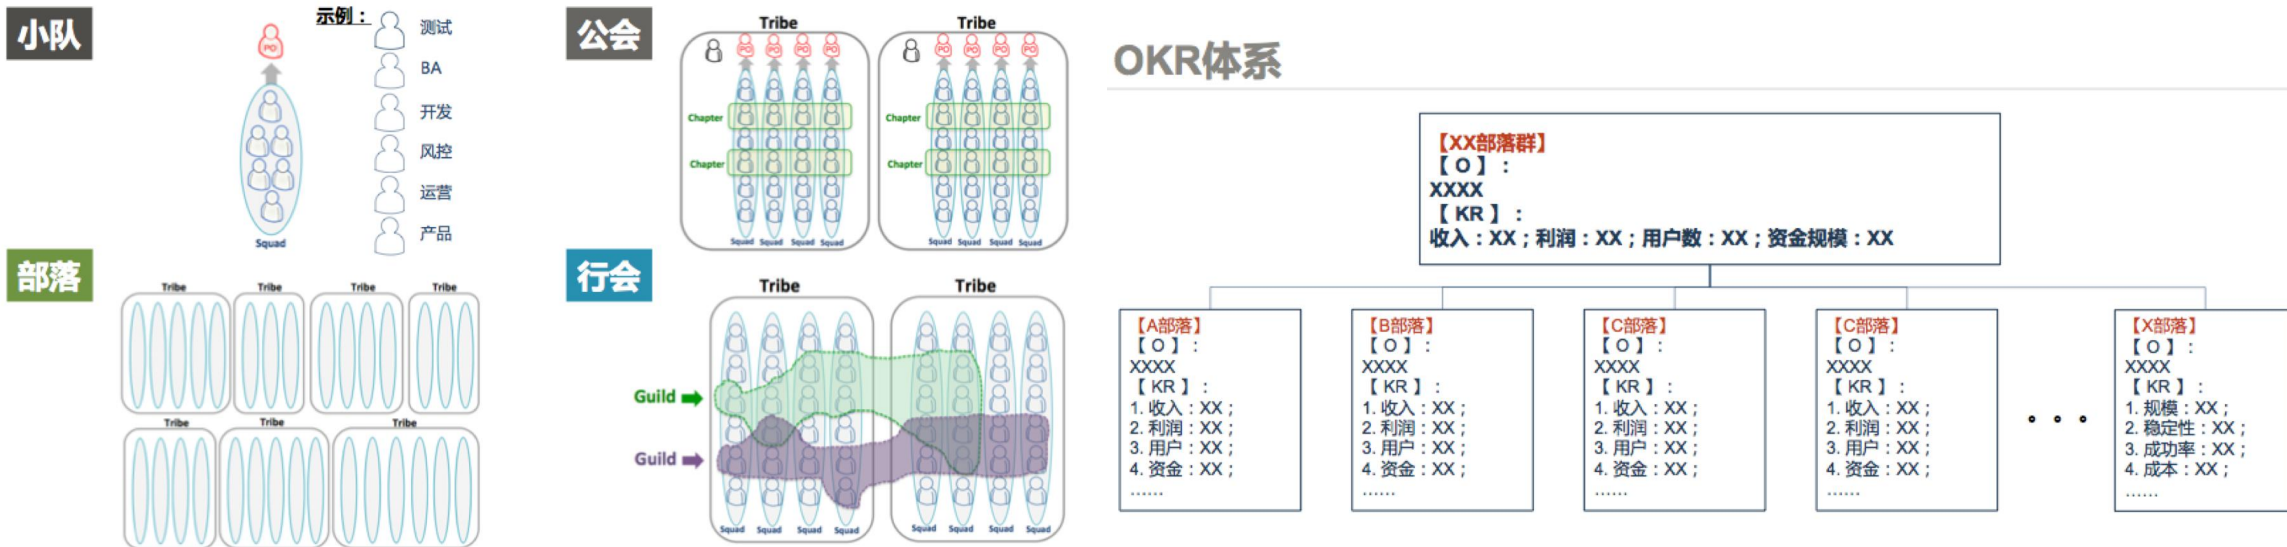 小队
示例：
PO
测试
BA
开发
风控
运营
产品
Squad
公会
Tribe
Tribe
PO PO PO PO
PO PO PO PO
Chapter
Chapter
Chapter
Chapter
Squad Squad Squad Squad
Squad Squad Squad Squad
部落
Tribe Tribe Tribe Tribe
Tribe Tribe Tribe
行会
Tribe
Tribe
Guild
Guild
Squad Squad Squad Squad
Squad Squad Squad Squad
OKR体系
【XX部落群】
【 O 】：
XXXX
【 KR 】：
收入：XX；利润：XX；用户数：XX；资金规模：XX
【A部落】
【 O 】：
XXXX
【 KR 】：
1. 收入：XX；
2. 利润：XX；
3. 用户：XX；
4. 资金：XX；
......
【B部落】
【 O 】：
XXXX
【 KR 】：
1. 收入：XX；
2. 利润：XX；
3. 用户：XX；
4. 资金：XX；
......
【C部落】
【 O 】：
XXXX
【 KR 】：
1. 收入：XX；
2. 利润：XX；
3. 用户：XX；
4. 资金：XX；
......
【C部落】
【 O 】：
XXXX
【 KR 】：
1. 收入：XX；
2. 利润：XX；
3. 用户：XX；
4. 资金：XX；
......
。。。
【X部落】
【 O 】：
XXXX
【 KR 】：
1. 规模：XX；
2. 稳定性：XX；
3. 成功率：XX；
4. 成本：XX；
......